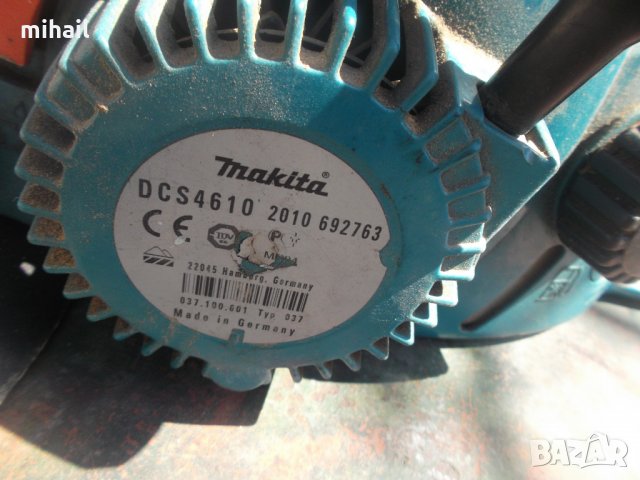 mihail
makita®
DCS4610 2010 692763
CE
22045 Hamburg, Germany
037.100.601 Typ 037
Made in Germany
BAZAR